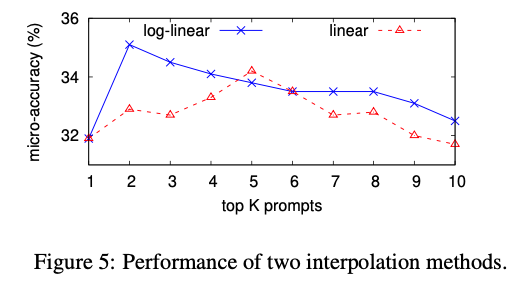 36
34
32
micro-accuracy (%)
log-linear
linear
1 2 3 4 5 6 7 8 9 10
top K prompts
Figure 5: Performance of two interpolation methods.